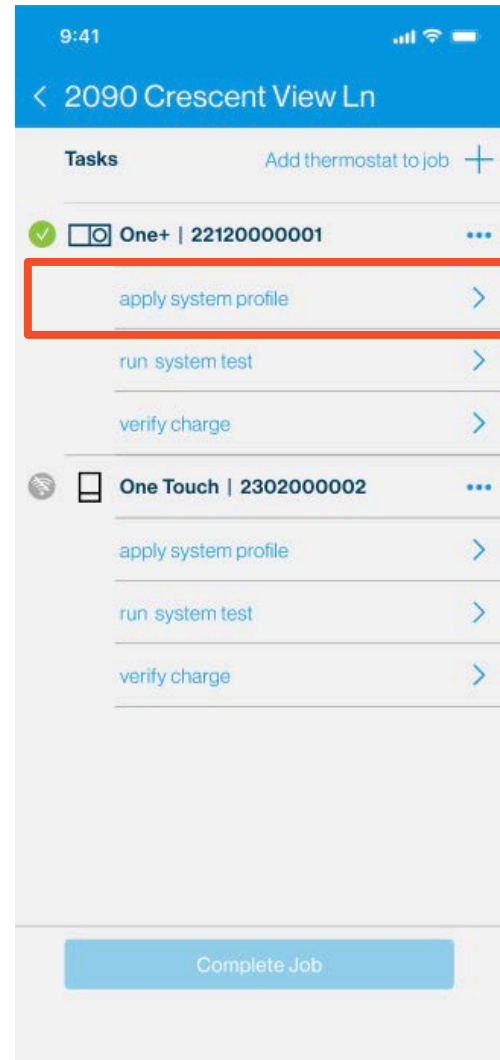 9:41
2090 Crescent View Ln
Tasks Add thermostat to job
One+ | 22120000001
apply system profile
run system test
verify charge
One Touch | 2302000002
apply system profile
run system test
verify charge
Complete Job